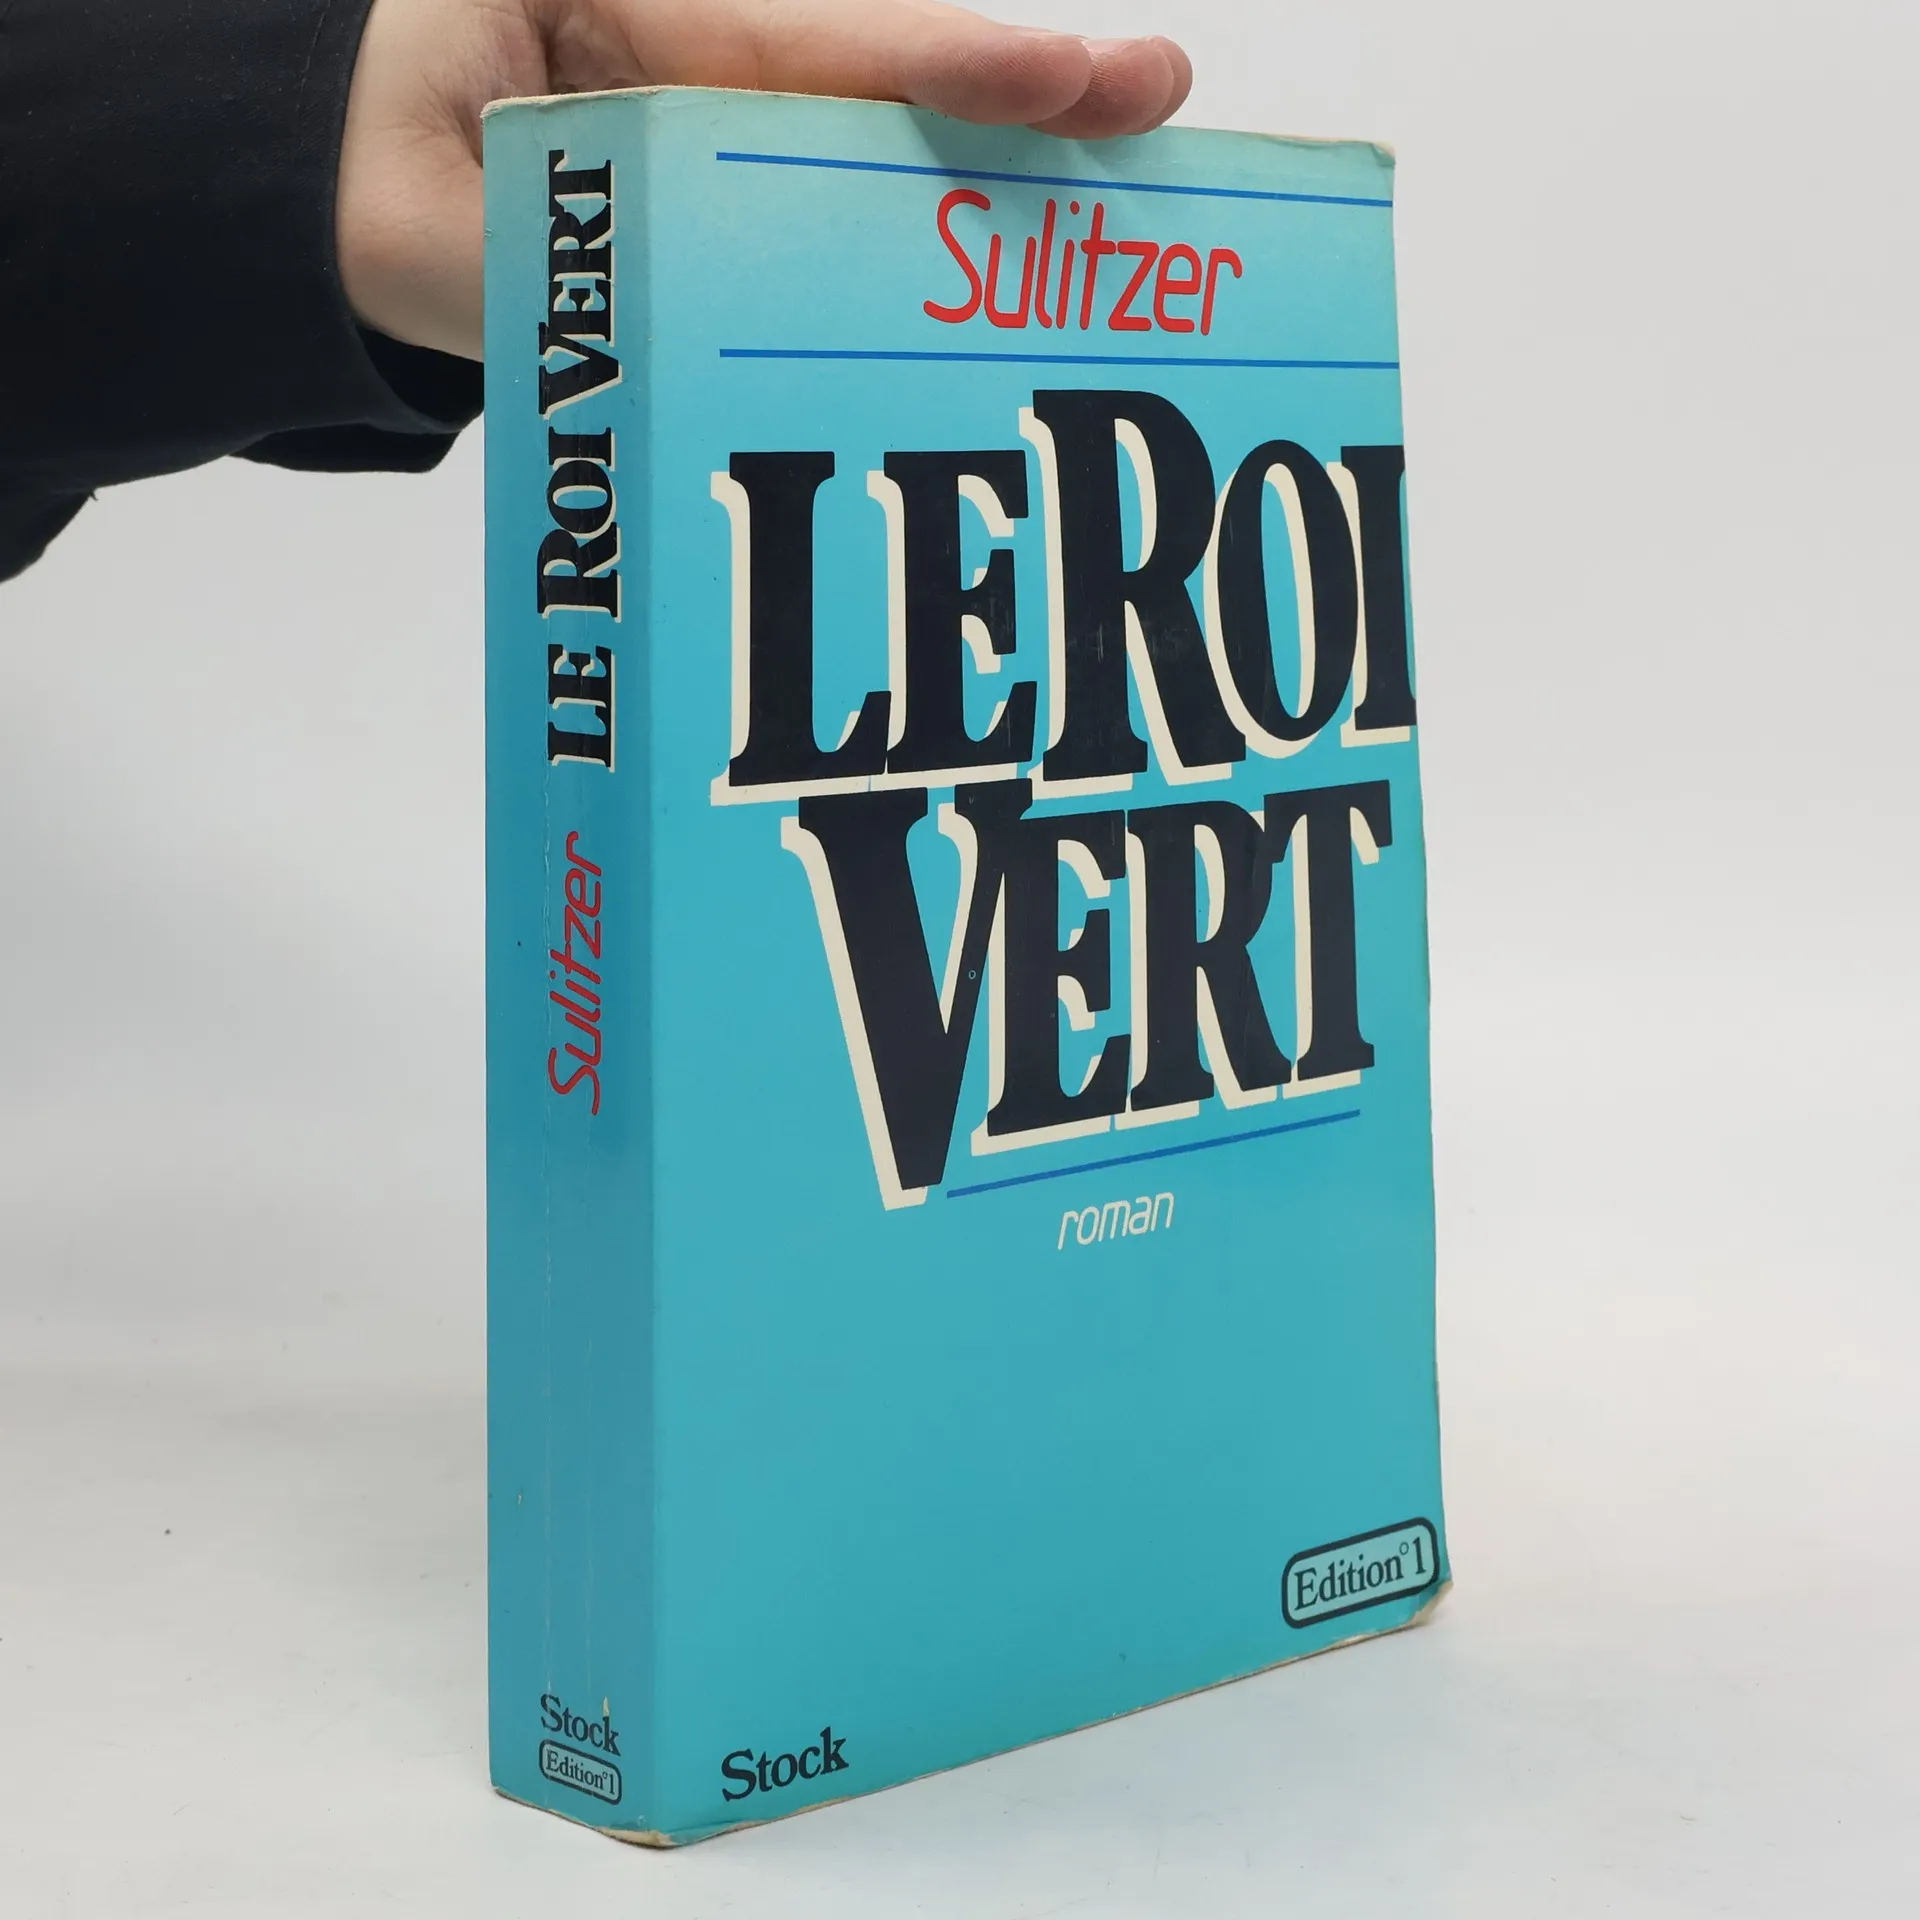 LE ROI VERT
Sulitzer
Stock
Edition°1
Sulitzer
LE ROI
VERT
roman
Edition°1
Stock